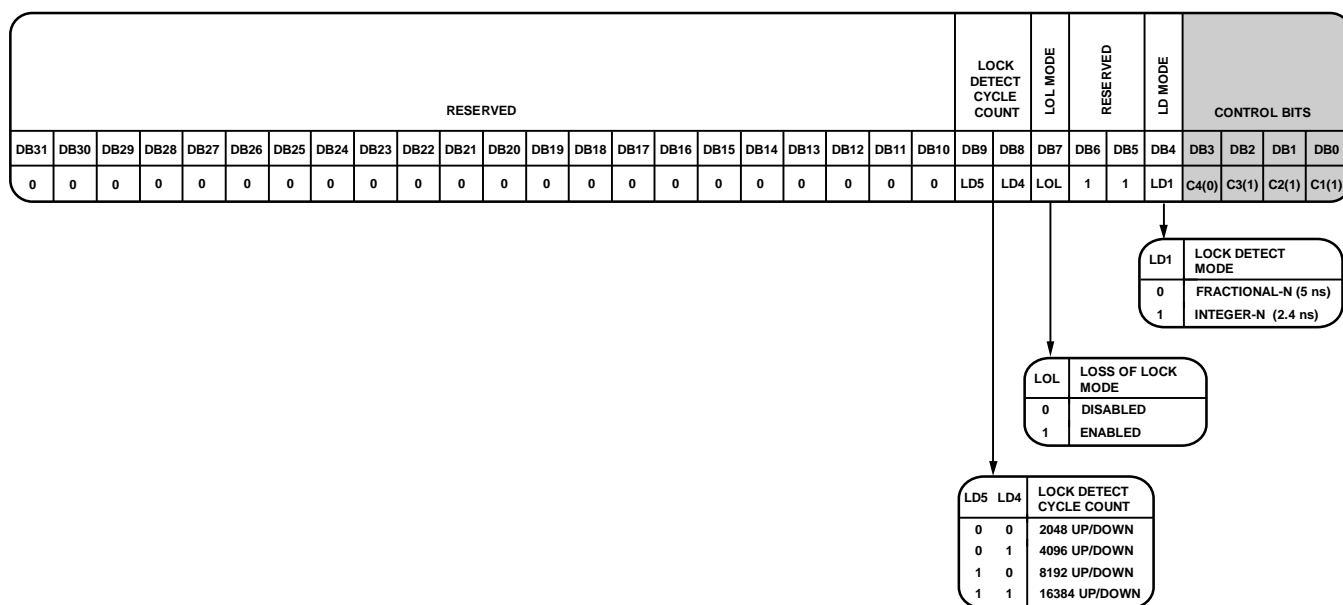 RESERVED
LOCK DETECT CYCLE COUNT
LOL MODE
RESERVED
LD MODE
CONTROL BITS
DB31 DB30 DB29 DB28 DB27 DB26 DB25 DB24 DB23 DB22 DB21 DB20 DB19 DB18 DB17 DB16 DB15 DB14 DB13 DB12 DB11 DB10 DB9 DB8 DB7 DB6 DB5 DB4 DB3 DB2 DB1 DB0
0 0 0 0 0 0 0 0 0 0 0 0 0 0 0 0 0 0 0 0 0 0 LD5 LD4 LOL 1 1 LD1 C4(0) C3(1) C2(1) C1(1)
LD1 LOCK DETECT
MODE
0 FRACTIONAL-N (5 ns)
1 INTEGER-N (2.4 ns)
LOL LOSS OF LOCK
MODE
0 DISABLED
1 ENABLED
LD5 LD4 LOCK DETECT
CYCLE COUNT
0 0 2048 UP/DOWN
0 1 4096 UP/DOWN
1 0 8192 UP/DOWN
1 1 16384 UP/DOWN